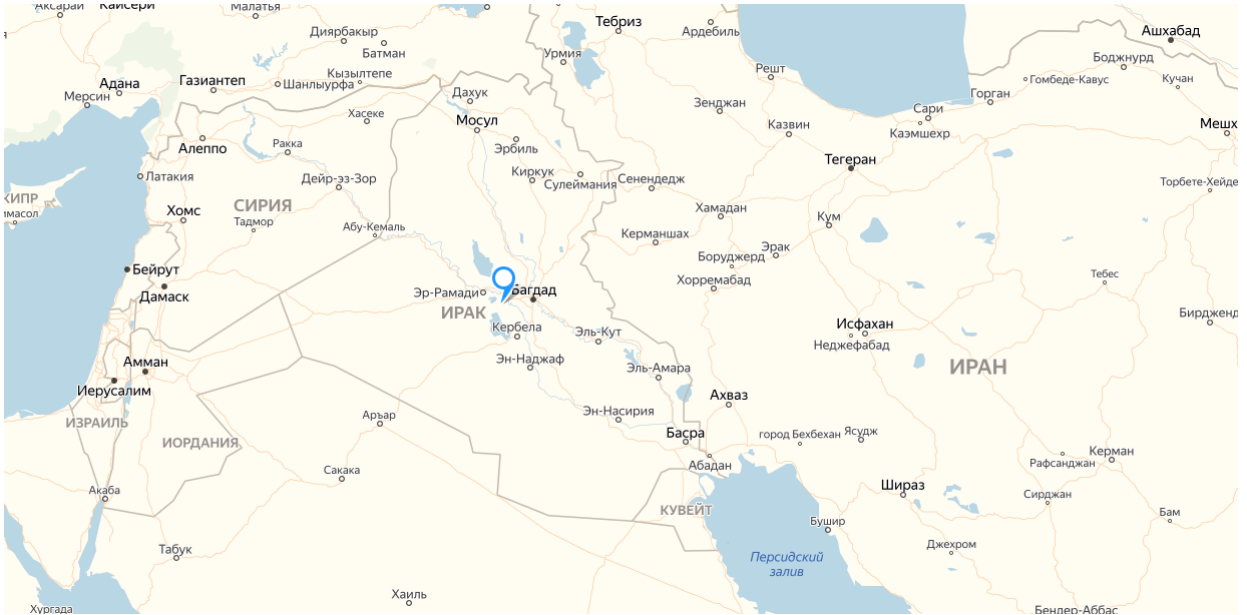 Аксарай
Кайсери
Малатья
Диярбакыр
Батман
Тебриз
Ардебиль
Ашхабад
Урмия
Решт
Боджнурд
Адана
Газиантеп
Шанлыурфа
Кызылтепе
Гомбеде-Кавус
Кучан
Мерсин
Дахук
Зенджан
Горган
Хасеке
Мосул
Сари
Казвин
Каэмшехр
Мешх
Алеппо
Ракка
Эрбиль
Тегеран
Латакия
Дейр-эз-Зор
Киркук
Сулеймания
Сенендедж
Торбете-Хейде
КИПР
имасол
СИРИЯ
Хомс
Тадмор
Абу-Кемаль
Хамадан
Кум
Керманшах
Эрак
Боруджерд
Бейрут
Хорремабад
Тебес
Дамаск
Эр-Рамади
Багдад
ИРАК
Бирдженд
Кербела
Эль-Кут
Исфахан
Неджефабад
Амман
Эн-Наджаф
Эль-Амара
ИРАН
Иерусалим
Ахваз
ИЗРАИЛЬ
Аръар
Эн-Насирия
ИОРДАНИЯ
Басра
город Бехбехан
Ясудж
Керман
Абадан
Рафсанджан
Сакака
Шираз
Акаба
Сирджан
КУВЕЙТ
Бушир
Бам
Табук
Персидский
залив
Джехром
Хаиль
Хургада
Бендер-Аббас